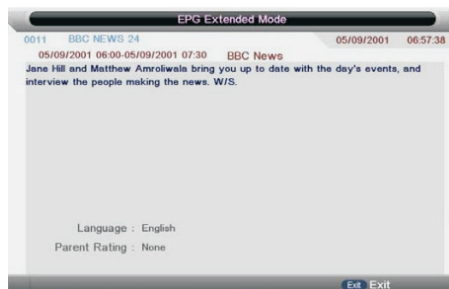 EPG Extended Mode
0011 BBC NEWS 24 05/09/2001 06:57:38
05/09/2001 06:00-05/09/2001 07:30 BBC News
Jane Hill and Matthew Amroliwala bring you up to date with the day's events, and
interview the people making the news. W/S.
Language : English
Parent Rating : None
Exit Exit